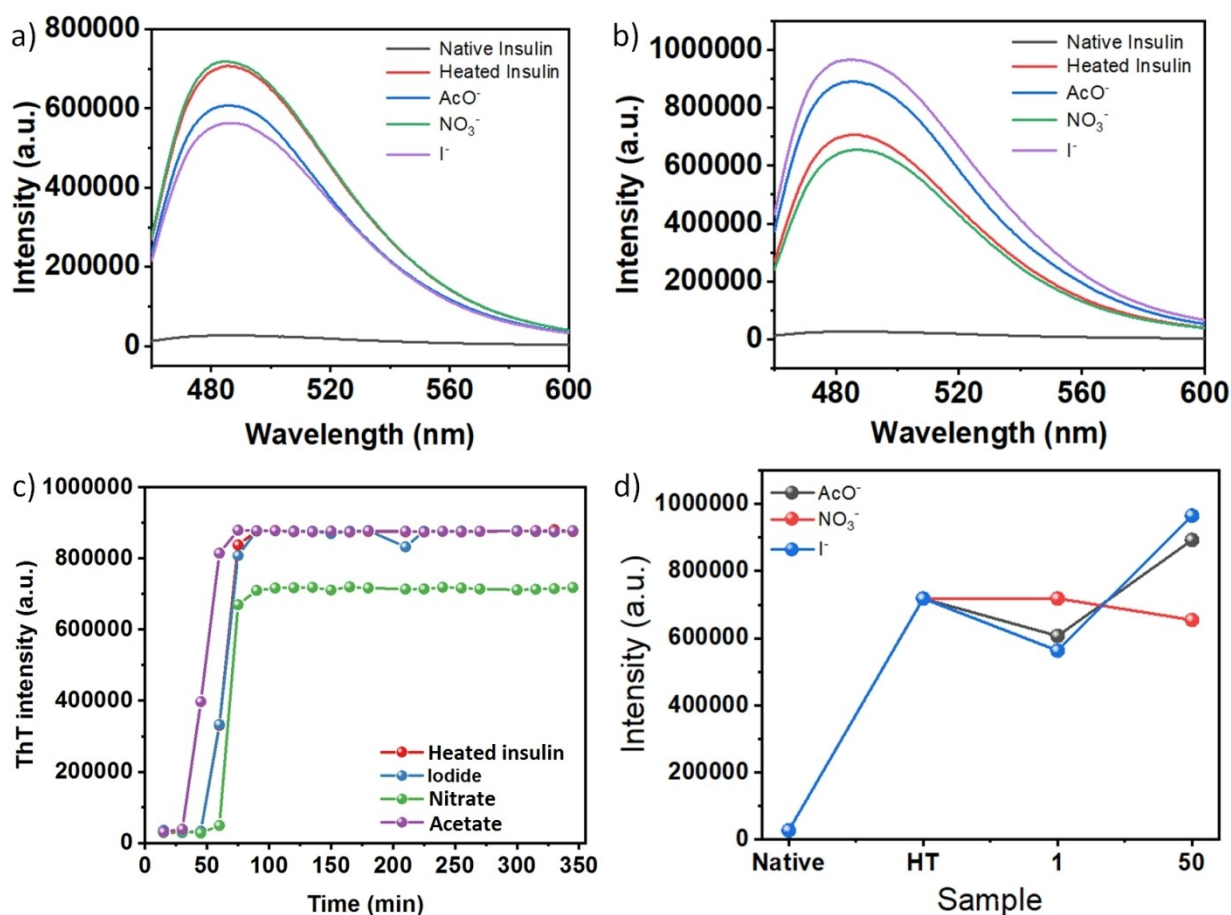 a)
800000
600000
400000
200000
0
Intensity (a.u.)
480 520 560 600
Wavelength (nm)
Native Insulin
Heated Insulin
AcO⁻
NO₃⁻
I⁻
b)
1000000
800000
600000
400000
200000
0
Intensity (a.u.)
480 520 560 600
Wavelength (nm)
Native Insulin
Heated Insulin
AcO⁻
NO₃⁻
I⁻
c)
1000000
800000
600000
400000
200000
0
ThT intensity (a.u.)
0 50 100 150 200 250 300 350
Time (min)
Heated insulin
Iodide
Nitrate
Acetate
d)
1000000
800000
600000
400000
200000
0
Intensity (a.u.)
Native HT 1 50
Sample
AcO⁻
NO₃⁻
I⁻